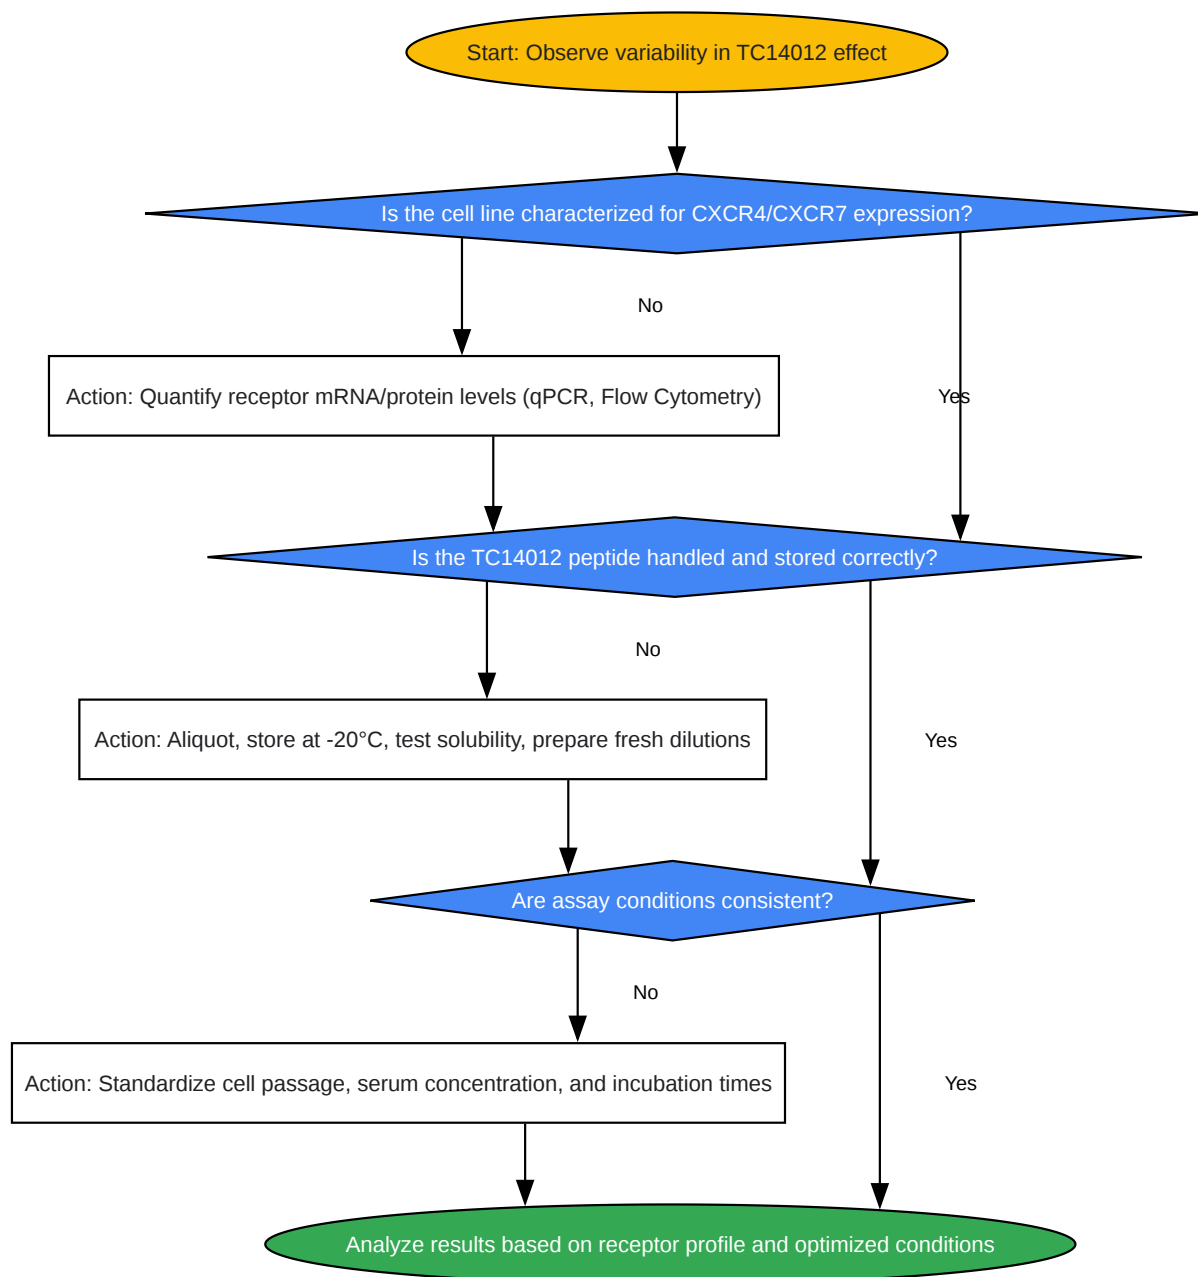 Start: Observe variability in TC14012 effect
Is the cell line characterized for CXCR4/CXCR7 expression?
No
Action: Quantify receptor mRNA/protein levels (qPCR, Flow Cytometry)
Yes
Is the TC14012 peptide handled and stored correctly?
No
Action: Aliquot, store at -20°C, test solubility, prepare fresh dilutions
Yes
Are assay conditions consistent?
No
Action: Standardize cell passage, serum concentration, and incubation times
Yes
Analyze results based on receptor profile and optimized conditions